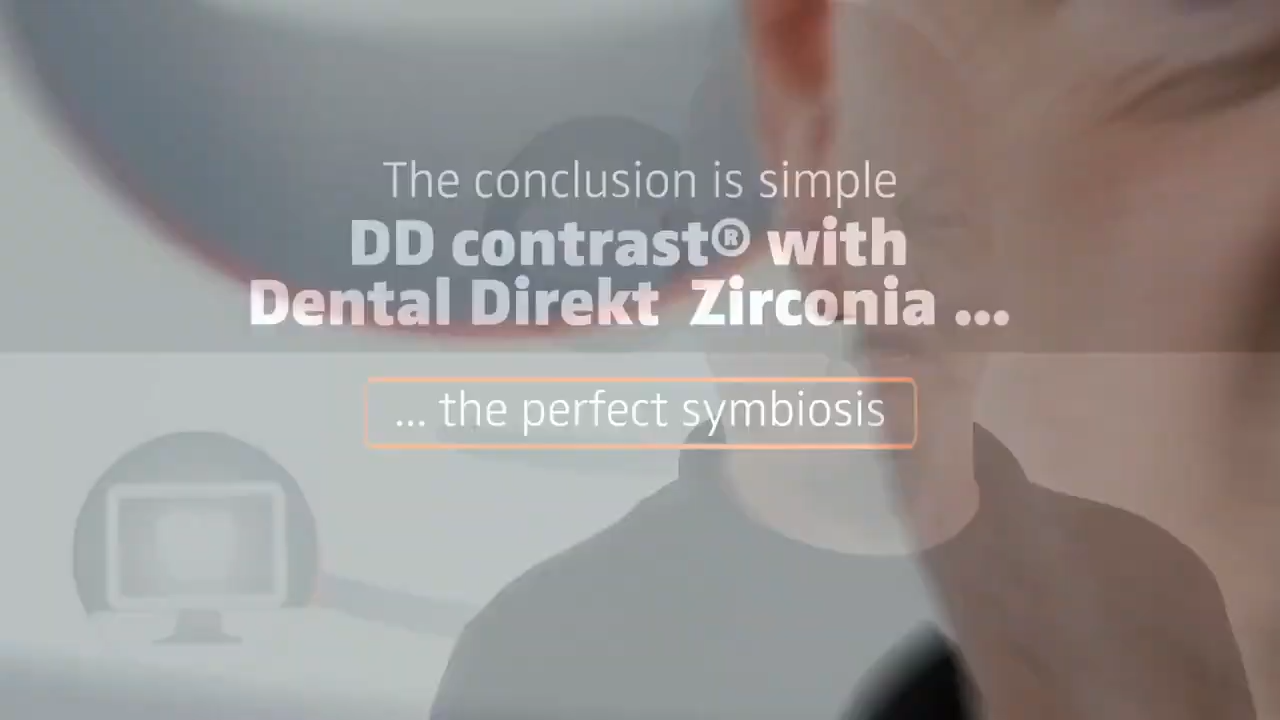 The conclusion is simple
DD contrast® with
Dental Direkt Zirconia ...
... the perfect symbiosis